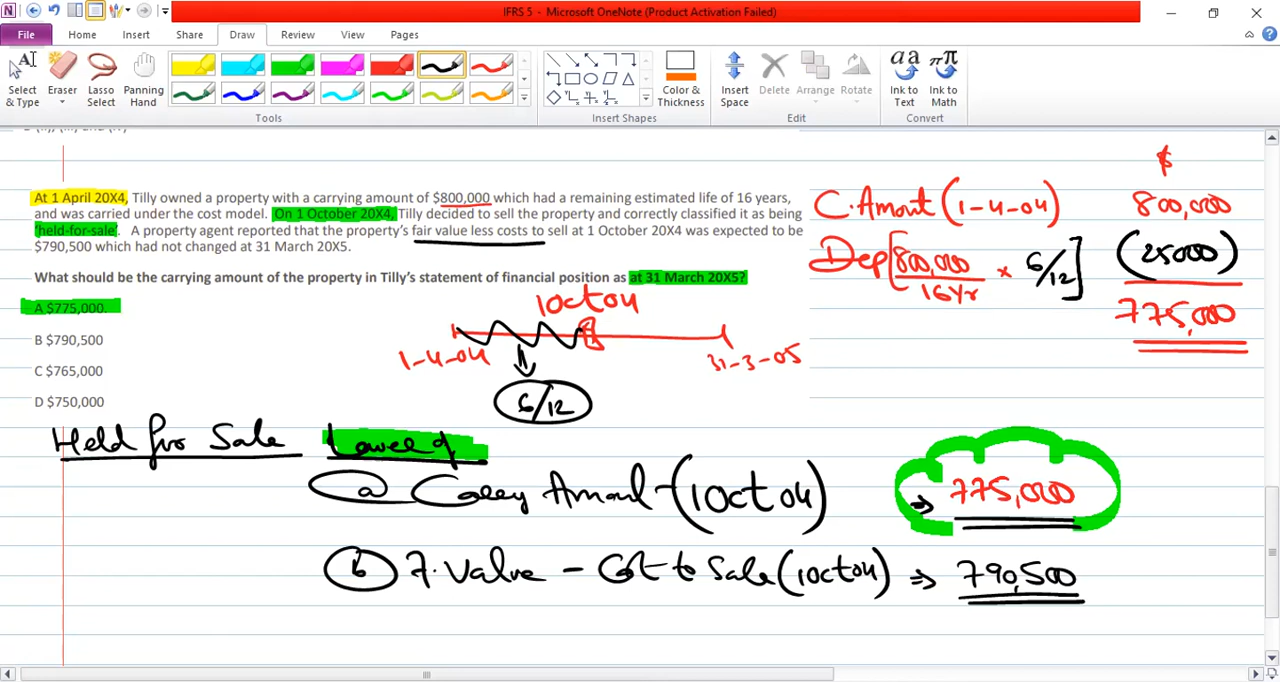 IFRS 5 - Microsoft OneNote (Product Activation Failed)
File Home Insert Share Draw Review View Pages
Select & Type
Eraser
Lasso Select
Panning Hand
Color & Thickness
Insert Space
Delete
Arrange
Rotate
Ink to Text
Ink to Math
Tools
Insert Shapes
Edit
Convert
At 1 April 20X4, Tilly owned a property with a carrying amount of $800,000 which had a remaining estimated life of 16 years,
and was carried under the cost model. On 1 October 20X4, Tilly decided to sell the property and correctly classified it as being
'held-for-sale'. A property agent reported that the property's fair value less costs to sell at 1 October 20X4 was expected to be
$790,500 which had not changed at 31 March 20X5.
What should be the carrying amount of the property in Tilly's statement of financial position as at 31 March 20X5?
A $775,000.
B $790,500
C $765,000
D $750,000
1 Oct 04
1-4-04
31-3-05
6/12
$
C. Amout (1-4-04) 800,000
Dep [800,000 / 16 Yr × 6/12] (25000)
775,000
Held for Sale Lower of
a (1 Oct 04) ⇒ 775,000
b F. Value - Cost to Sale (1 Oct 04) ⇒ 790,500